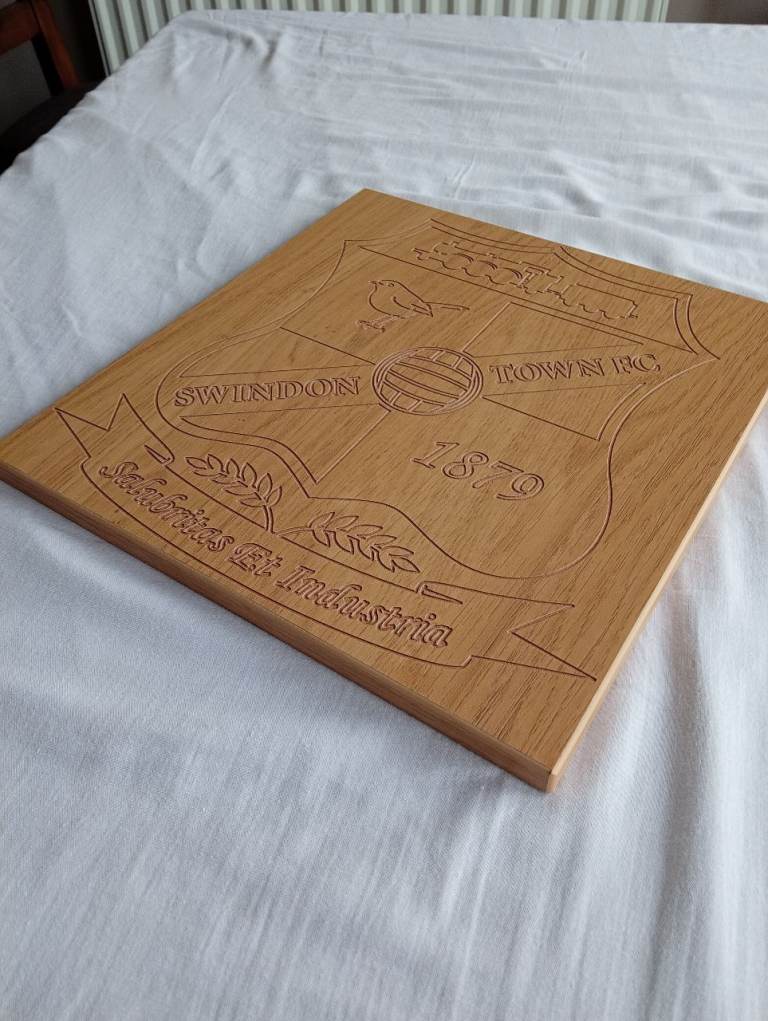 SWINDON TOWN FC
1879
Salubritas Et Industria